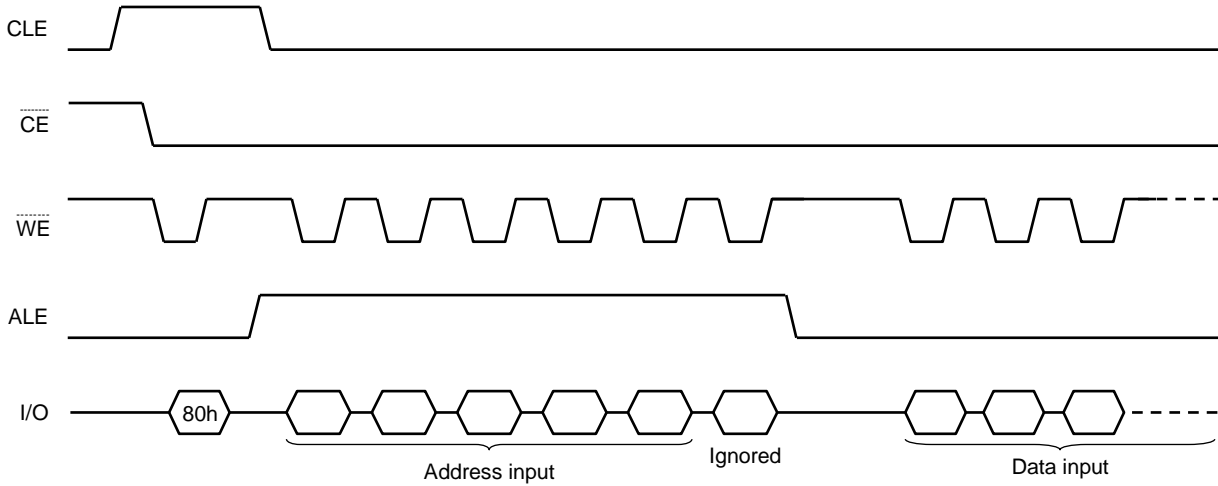 CLE
CE
WE
ALE
I/O
80h
Address input
Ignored
Data input